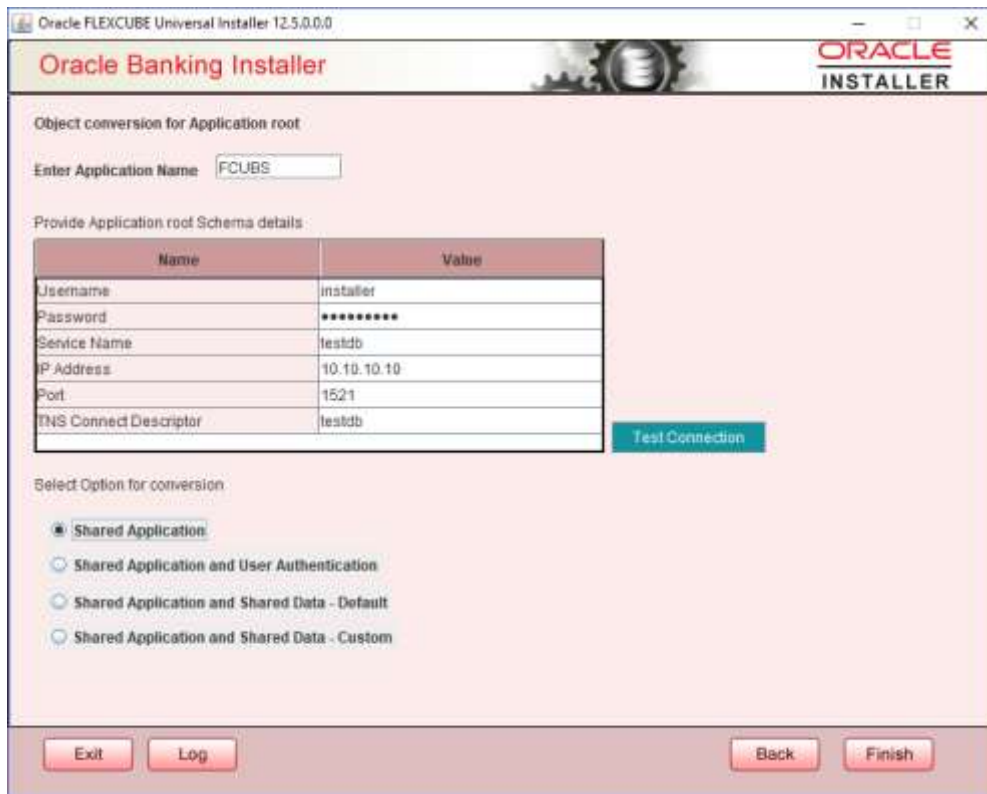 Oracle FLEXCUBE Universal Installer 12.5.0.0.0
Oracle Banking Installer
ORACLE
INSTALLER
Object conversion for Application root
Enter Application Name FCUBS
Provide Application root Schema details
Name Value
Username installer
Password •••••••••
Service Name testdb
IP Address 10.10.10.10
Port 1521
TNS Connect Descriptor testdb
Test Connection
Select Option for conversion
Shared Application
Shared Application and User Authentication
Shared Application and Shared Data - Default
Shared Application and Shared Data - Custom
Exit Log Back Finish